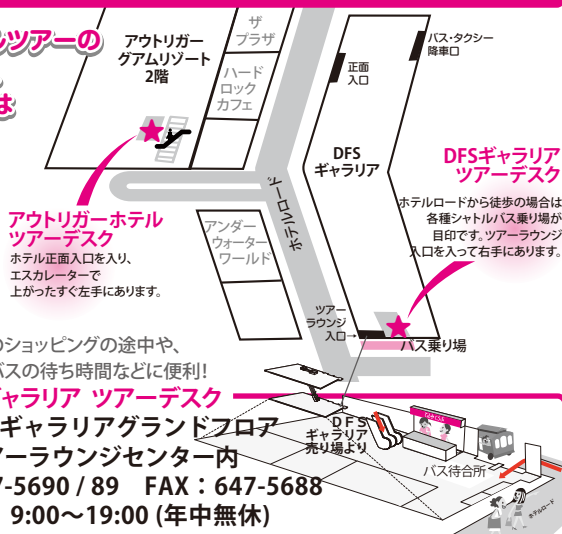 ルツアーの
は
アウトリガー
グアムリゾート
2階
ザ
プラザ
ハード
ロック
カフェ
正面
入口
バス・タクシー
降車口
DFS
ギャラリア
DFSギャラリア
ツアーデスク
ホテルロードから徒歩の場合は
各種シャトルバス乗り場が
目印です。ツアーラウンジ
入口を入って右手にあります。
ホテルロード
アウトリガーホテル
ツアーデスク
ホテル正面入口を入り、
エスカレーターで
上がったすぐ左手にあります。
アンダー
ウォーター
ワールド
ツアー
ラウンジ
入口→
バス乗り場
のショッピングの途中や、
バスの待ち時間などに便利!
ギャラリア ツアーデスク
ギャラリアグランドフロア
ツアーラウンジセンター内
7-5690 / 89 FAX：647-5688
9:00〜19:00 (年中無休)
DFS
ギャラリア
売り場より
バス待合所
ホテルロード